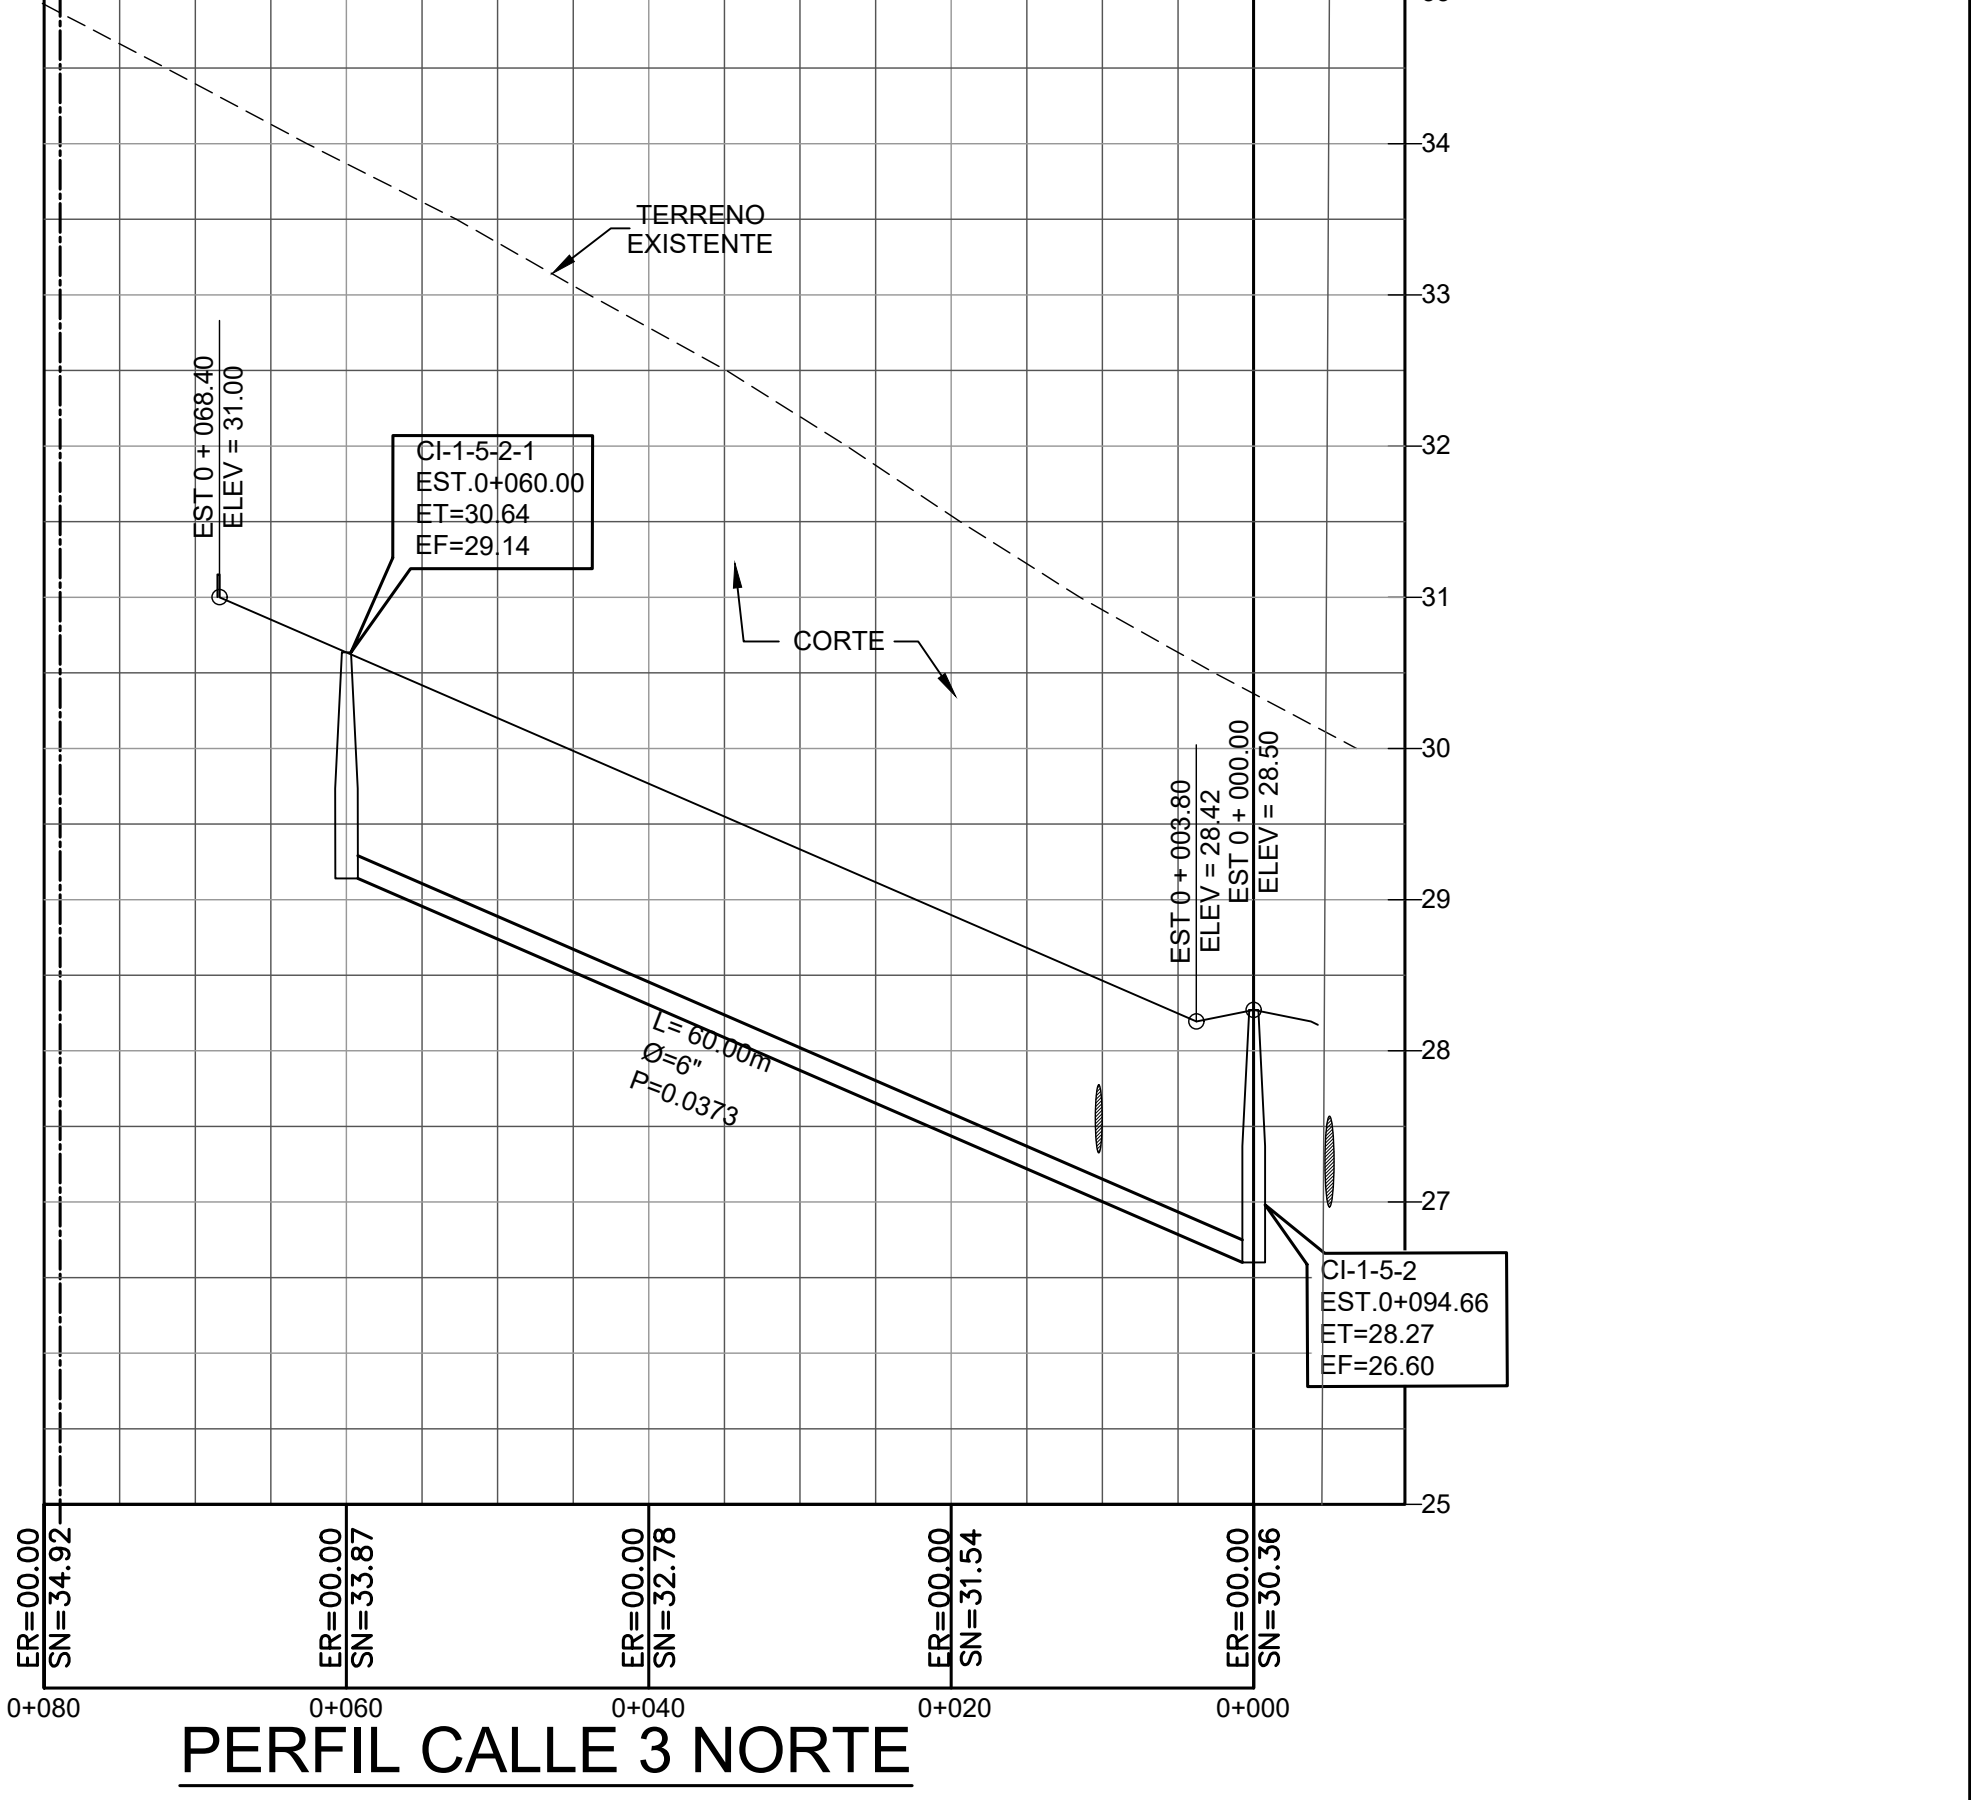 34
TERRENO
EXISTENTE
33
EST 0 + 068.40
ELEV = 31.00
32
CI-1-5-2-1
EST.0+060.00
ET=30.64
EF=29.14
31
CORTE
30
EST 0 + 003.80
ELEV = 28.42
EST 0 + 000.00
ELEV = 28.50
29
28
L= 60.00m
Ø=6"
P=0.0373
27
CI-1-5-2
EST.0+094.66
ET=28.27
EF=26.60
25
ER=00.00
SN=34.92
ER=00.00
SN=33.87
ER=00.00
SN=32.78
ER=00.00
SN=31.54
ER=00.00
SN=30.36
0+080
0+060
0+040
0+020
0+000
PERFIL CALLE 3 NORTE